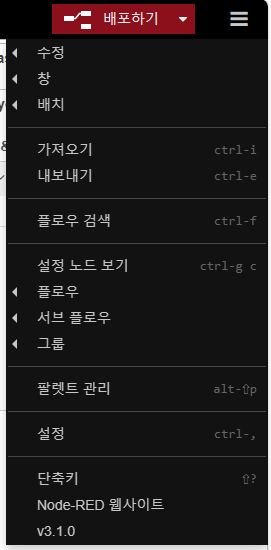 배포하기
수정
창
배치
가져오기 ctrl-i
내보내기 ctrl-e
플로우 검색 ctrl-f
설정 노드 보기 ctrl-g c
플로우
서브 플로우
그룹
팔렛트 관리 alt-⇧p
설정 ctrl-,
단축키 ⇧?
Node-RED 웹사이트
v3.1.0